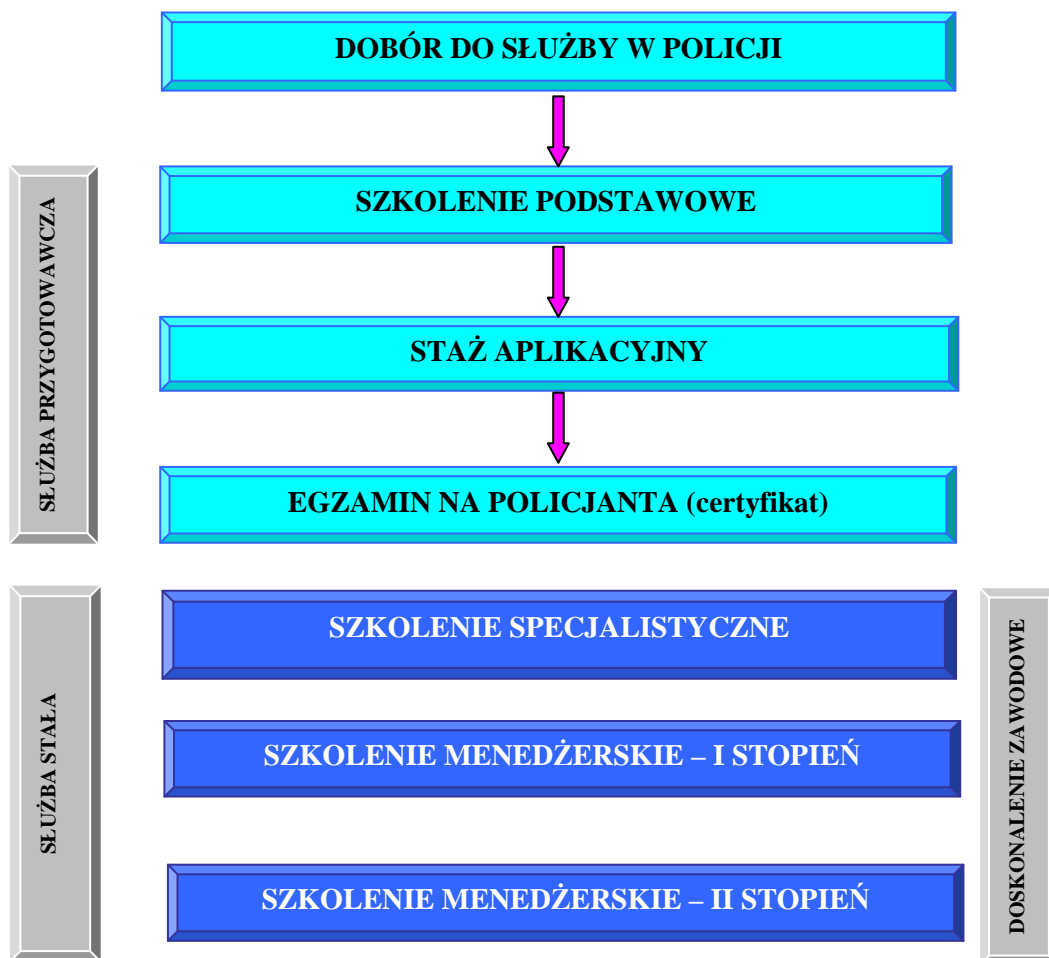 DOBÓR DO SŁUŻBY W POLICJI
SŁUŻBA PRZYGOTOWAWCZA
SZKOLENIE PODSTAWOWE
STAŻ APLIKACYJNY
EGZAMIN NA POLICJANTA (certyfikat)
SŁUŻBA STAŁA
SZKOLENIE SPECJALISTYCZNE
SZKOLENIE MENEDŻERSKIE – I STOPIEŃ
SZKOLENIE MENEDŻERSKIE – II STOPIEŃ
DOSKONALENIE ZAWODOWE